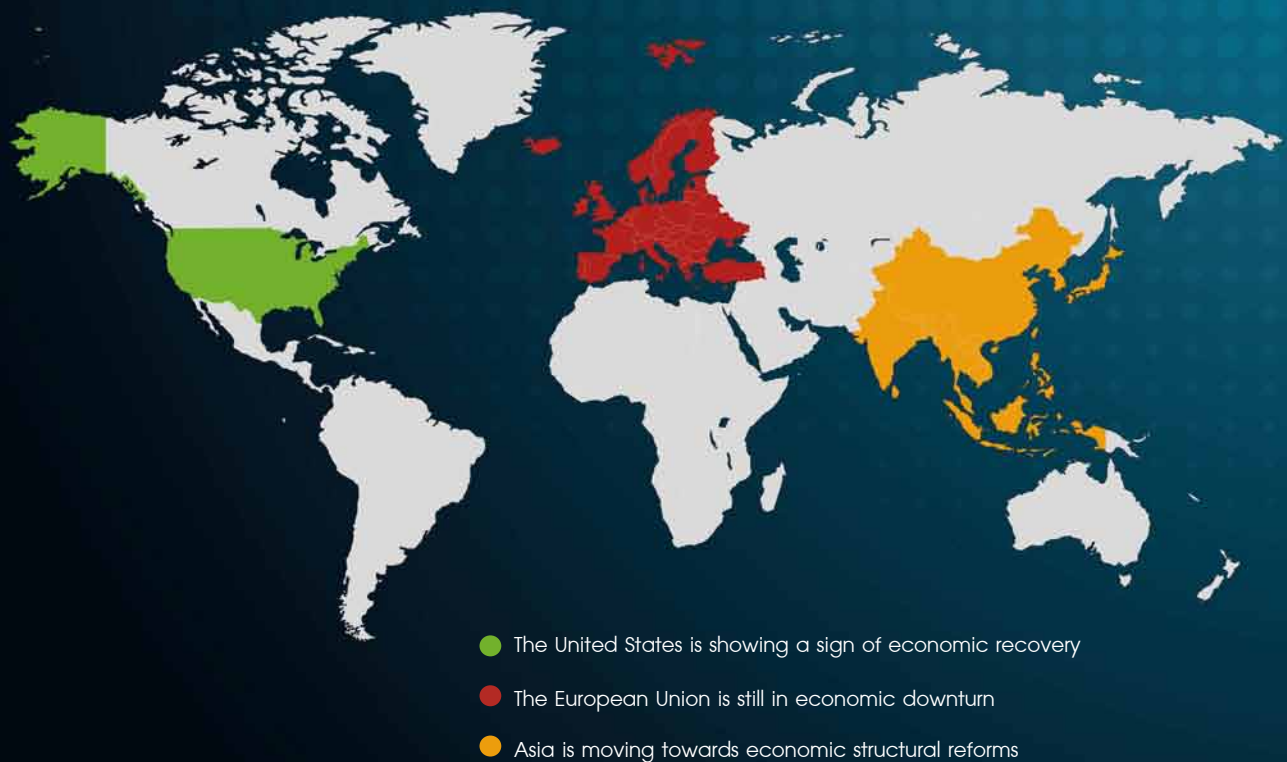 The United States is showing a sign of economic recovery
The European Union is still in economic downturn
Asia is moving towards economic structural reforms